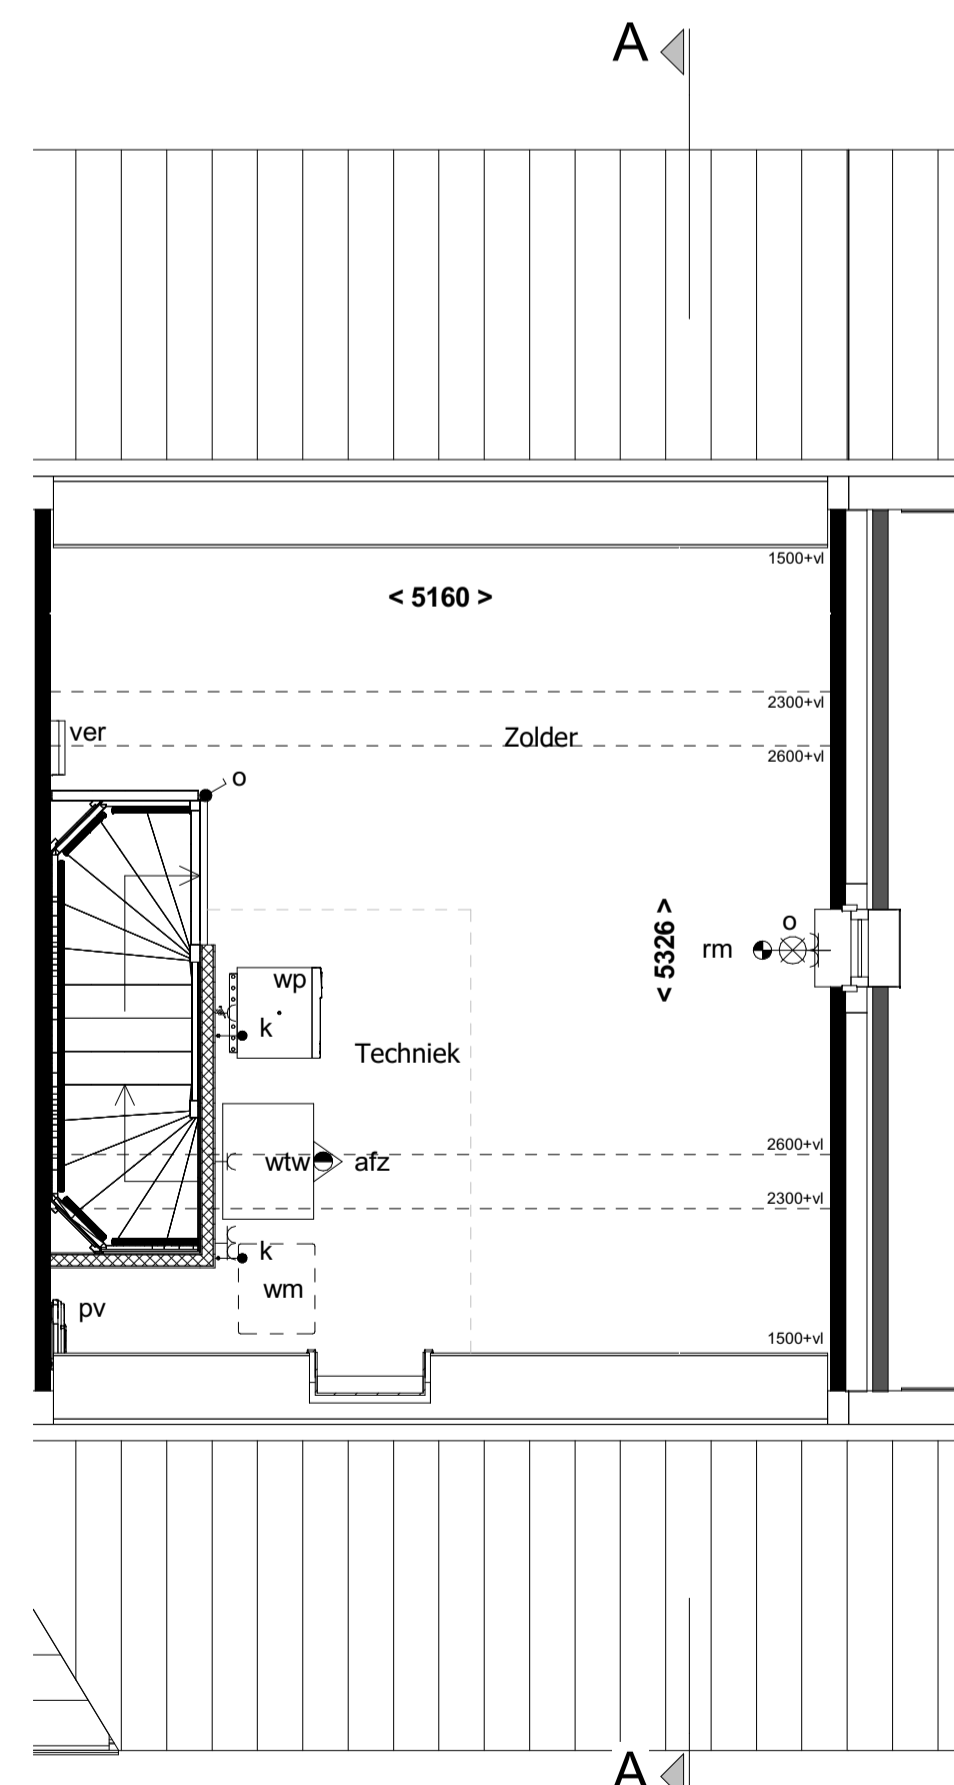 A
1500+vl
< 5160 >
2300+vl
ver
Zolder
2600+vl
o
o
rm
< 5326 >
wp
k
Techniek
2600+vl
wtw
afz
2300+vl
k
wm
pv
1500+vl
A